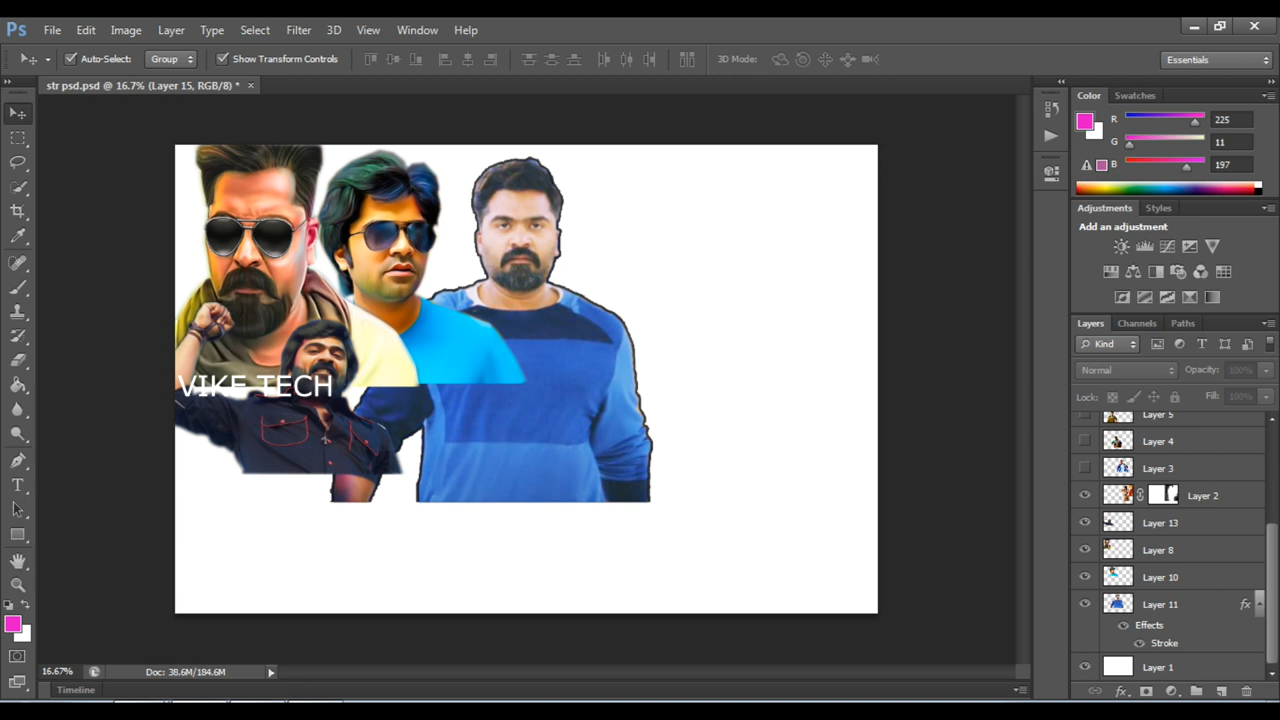 Ps File Edit Image Layer Type Select Filter 3D View Window Help
Auto-Select: Group Show Transform Controls 3D Mode: Essentials
str psd.psd @ 16.7% (Layer 15, RGB/8) * ×
Color Swatches
R 225
G 11
B 197
Adjustments Styles
Add an adjustment
Layers Channels Paths
Kind
Normal Opacity: 100%
Lock: Fill: 100%
Layer 5
Layer 4
Layer 3
Layer 2
Layer 13
Layer 8
Layer 10
Layer 11 fx
Effects
Stroke
Layer 1
VIKE TECH
16.67% Doc: 38.6M/184.6M
Timeline